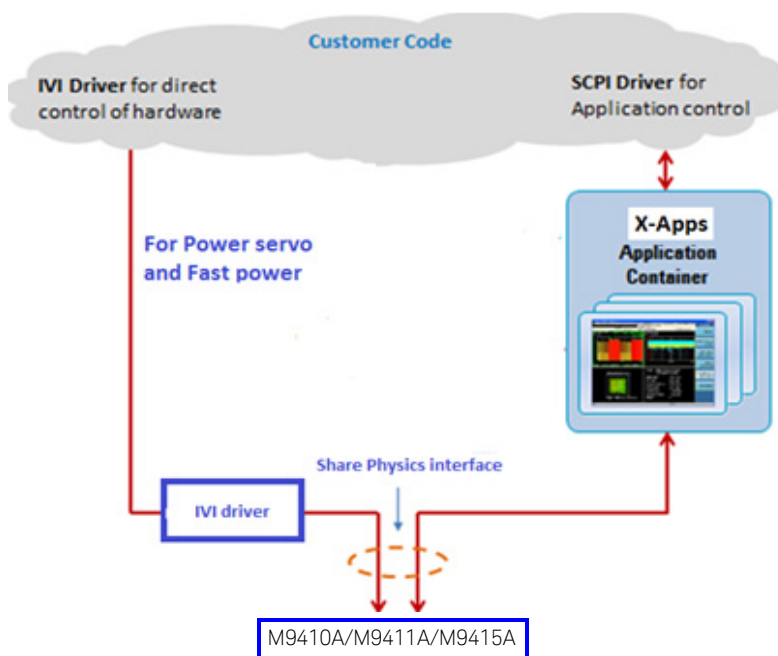 Customer Code
IVI Driver for direct
control of hardware
SCPI Driver for
Application control
For Power servo
and Fast power
X-Apps
Application
Container
Share Physics interface
IVI driver
M9410A/M9411A/M9415A